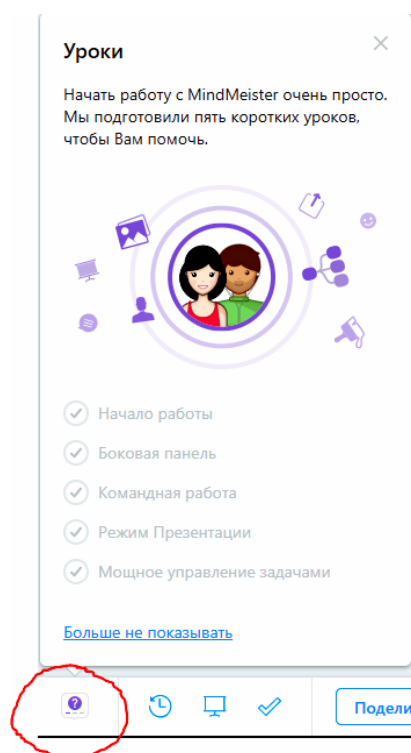 Уроки
Начать работу с MindMeister очень просто.
Мы подготовили пять коротких уроков,
чтобы Вам помочь.
Начало работы
Боковая панель
Командная работа
Режим Презентации
Мощное управление задачами
Больше не показывать
?
Подели